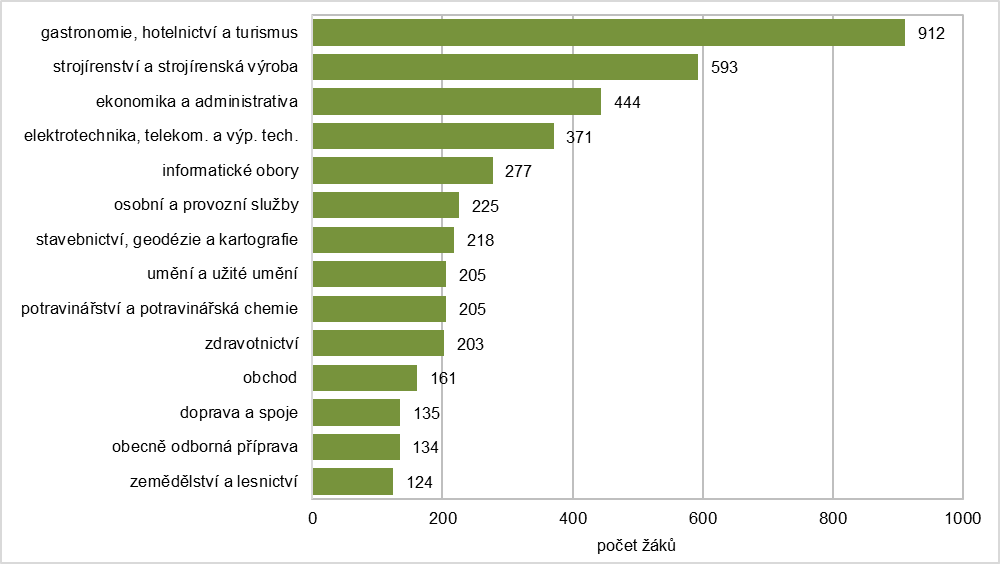 gastronomie, hotelnictví a turismus 912
strojírenství a strojírenská výroba 593
ekonomika a administrativa 444
elektrotechnika, telekom. a výp. tech. 371
informatické obory 277
osobní a provozní služby 225
stavebnictví, geodézie a kartografie 218
umění a užité umění 205
potravinářství a potravinářská chemie 205
zdravotnictví 203
obchod 161
doprava a spoje 135
obecně odborná příprava 134
zemědělství a lesnictví 124
0 200 400 600 800 1000
počet žáků